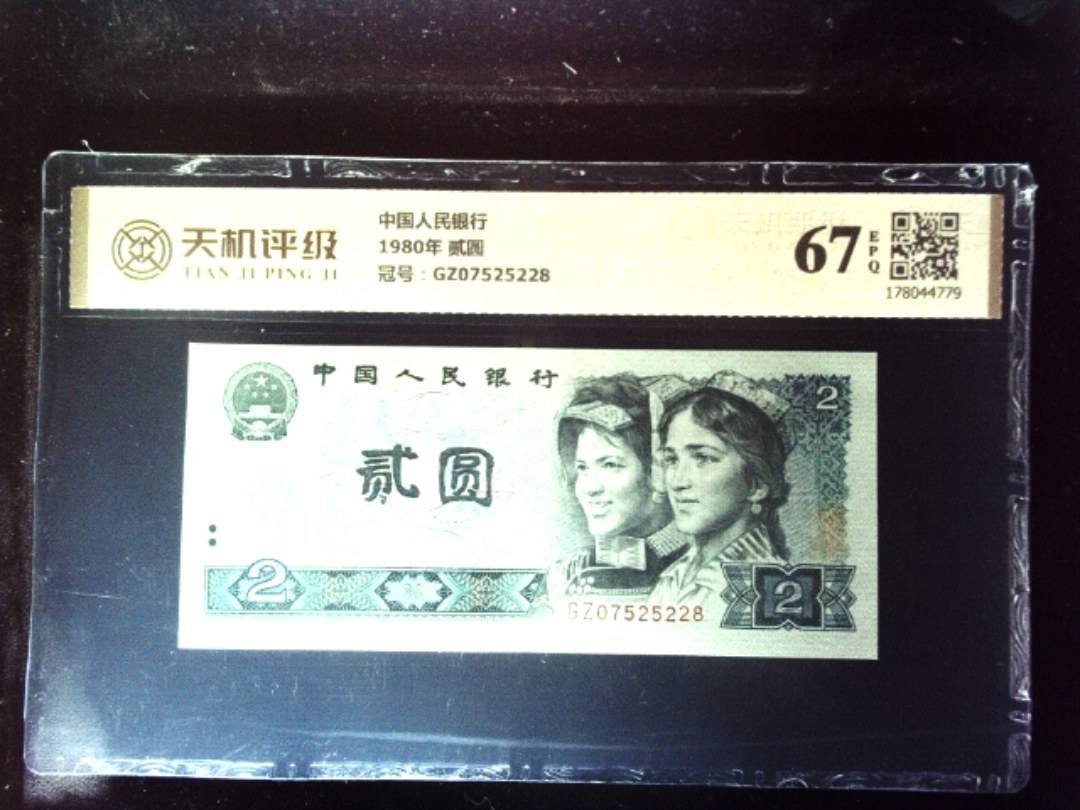 天机评级
TIAN JI PING JI
中国人民银行
1980年 贰圆
冠号：GZ07525228
67
EPQ
178044779
中国人民银行
贰圆
2
2
GZ07525228
2